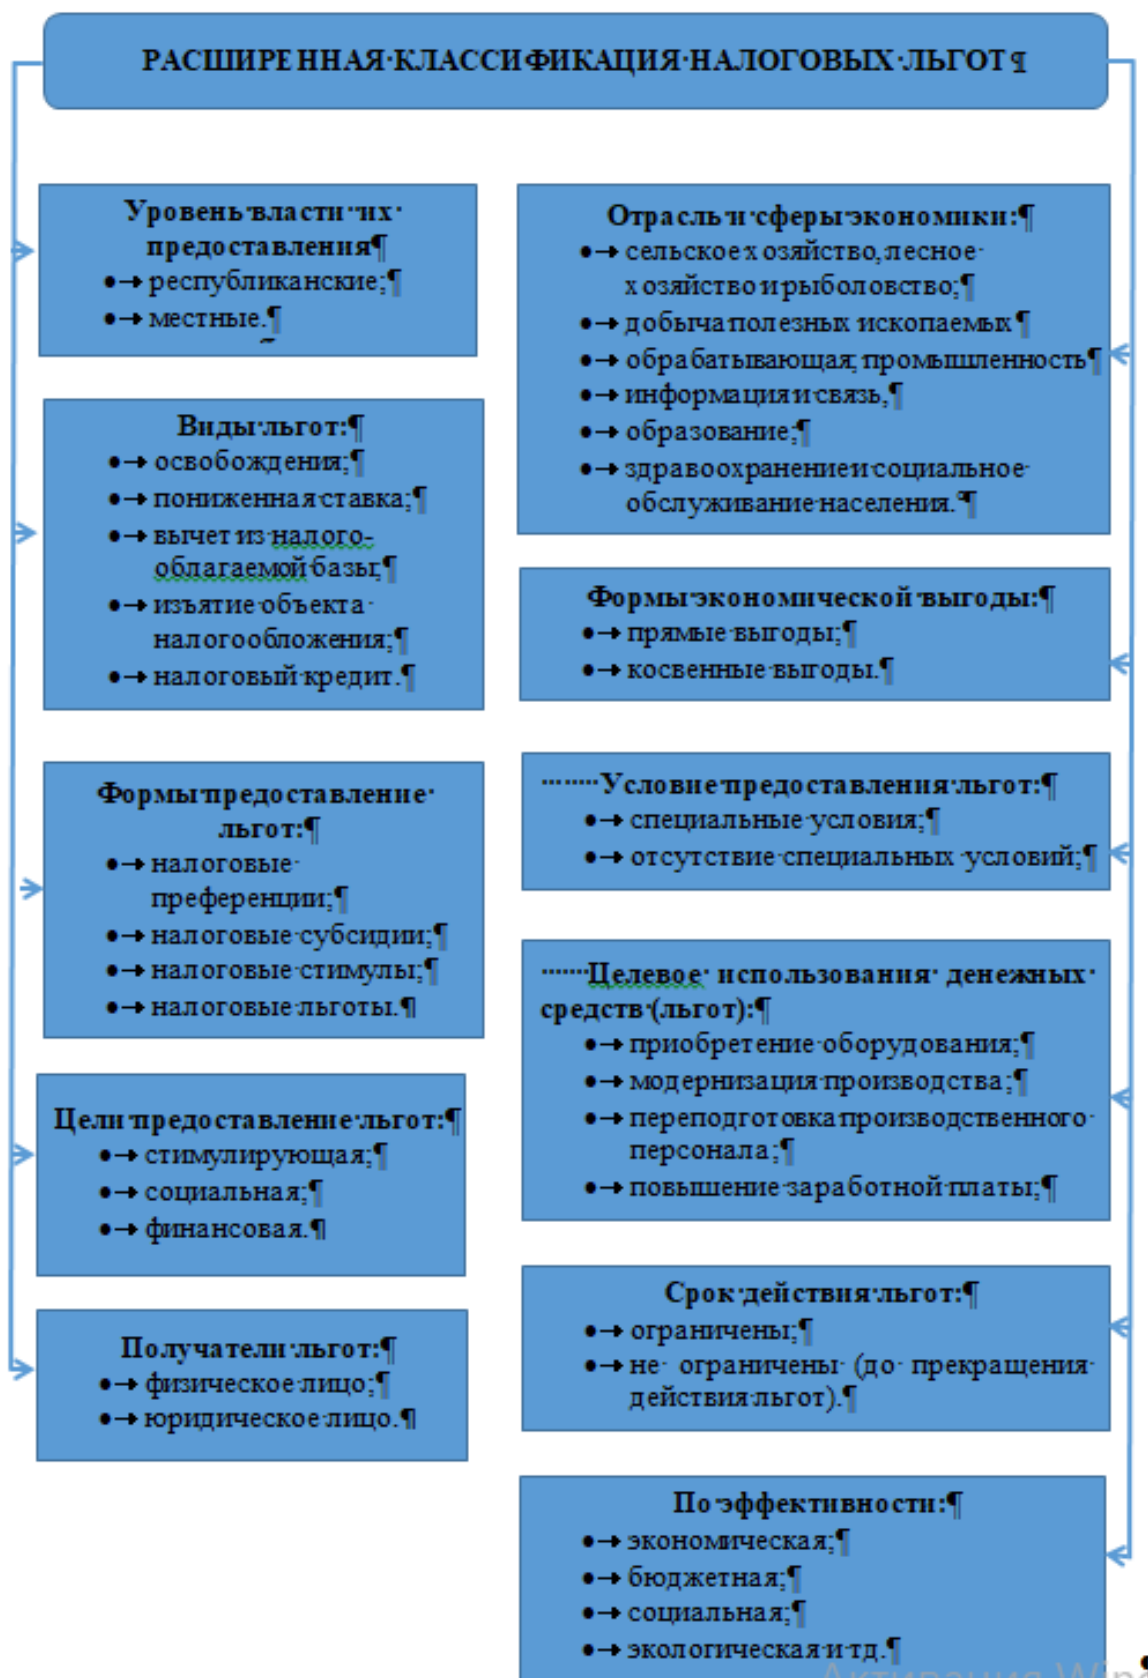 РАСШИРЕННАЯ КЛАССИФИКАЦИЯ НАЛОГОВЫХ ЛЬГОТ¶
Уровень власти их
предоставления¶
•→ республиканские;¶
•→ местные.¶
Виды льгот:¶
•→ освобождения;¶
•→ пониженная ставка;¶
•→ вычет из налого-
облагаемой базы;¶
•→ изъятие объекта
налогообложения;¶
•→ налоговый кредит.¶
Формы предоставление
льгот:¶
•→ налоговые
преференции;¶
•→ налоговые субсидии;¶
•→ налоговые стимулы;¶
•→ налоговые льготы.¶
Цели предоставление льгот:¶
•→ стимулирующая;¶
•→ социальная;¶
•→ финансовая.¶
Получатели льгот:¶
•→ физическое лицо;¶
•→ юридическое лицо.¶
Отрасль и сферы экономики:¶
•→ сельское хозяйство, лесное
хозяйство и рыболовство;¶
•→ добыча полезных ископаемых¶
•→ обрабатывающая; промышленность¶
•→ информация и связь,¶
•→ образование;¶
•→ здравоохранение и социальное
обслуживание населения.¶
Формы экономической выгоды:¶
•→ прямые выгоды;¶
•→ косвенные выгоды.¶
Условие предоставления льгот:¶
•→ специальные условия;¶
•→ отсутствие специальных условий;¶
Целевое использования денежных
средств (льгот):¶
•→ приобретение оборудования;¶
•→ модернизация производства;¶
•→ переподготовка производственного
персонала;¶
•→ повышение заработной платы;¶
Срок действия льгот:¶
•→ ограничены;¶
•→ не ограничены (до прекращения
действия льгот).¶
По эффективности:¶
•→ экономическая;¶
•→ бюджетная;¶
•→ социальная;¶
•→ экологическая и тд.¶